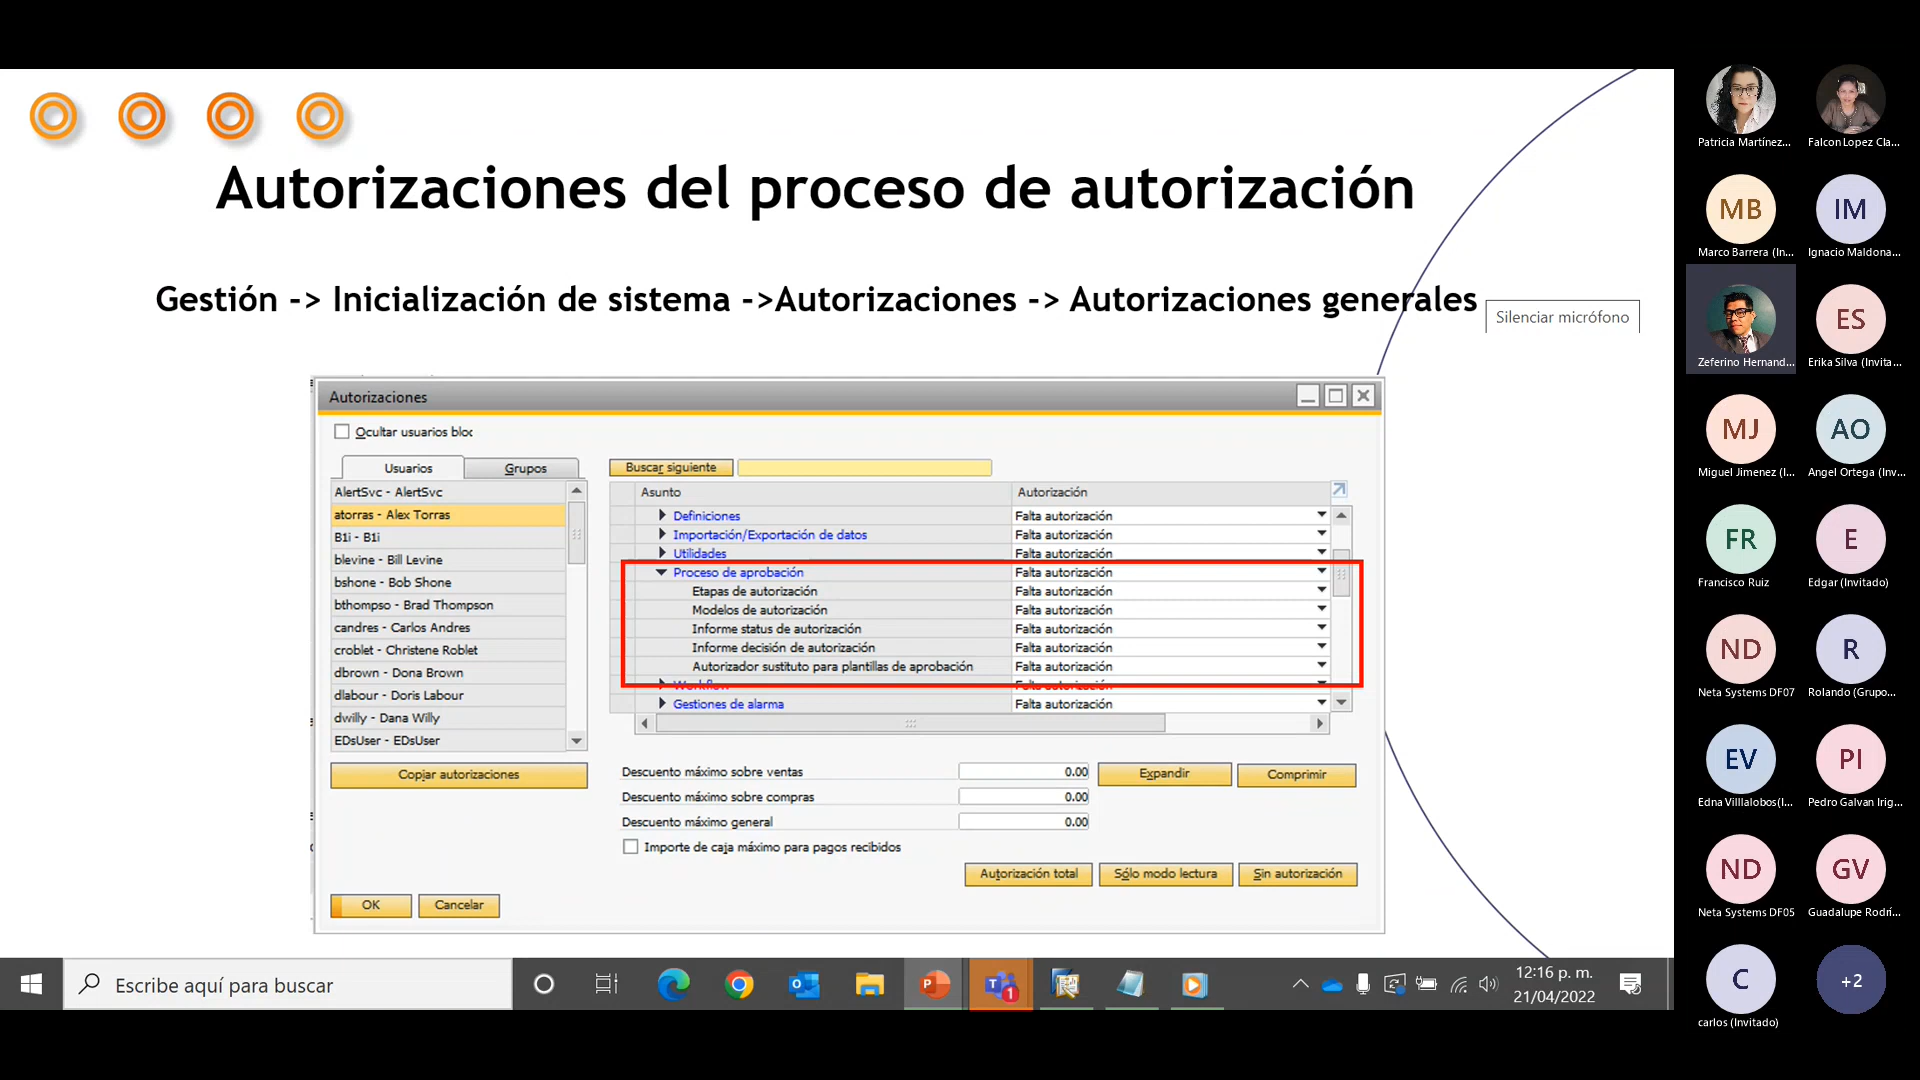 Autorizaciones del proceso de autorización
Gestión -> Inicialización de sistema ->Autorizaciones -> Autorizaciones generales
Silenciar micrófono
Autorizaciones
Ocultar usuarios bloc
Usuarios Grupos
AlertSvc - AlertSvc
atorras - Alex Torras
B1i - B1i
blevine - Bill Levine
bshone - Bob Shone
bthompso - Brad Thompson
candres - Carlos Andres
croblet - Christene Roblet
dbrown - Dona Brown
dlabour - Doris Labour
dwilly - Dana Willy
EDsUser - EDsUser
Copiar autorizaciones
Buscar siguiente
Asunto Autorización
Definiciones Falta autorización
Importación/Exportación de datos Falta autorización
Utilidades Falta autorización
Proceso de aprobación Falta autorización
Etapas de autorización Falta autorización
Modelos de autorización Falta autorización
Informe status de autorización Falta autorización
Informe decisión de autorización Falta autorización
Autorizador sustituto para plantillas de aprobación Falta autorización
Workflow Falta autorización
Gestiones de alarma Falta autorización
Descuento máximo sobre ventas 0.00 Expandir Comprimir
Descuento máximo sobre compras 0.00
Descuento máximo general 0.00
Importe de caja máximo para pagos recibidos
Autorización total Sólo modo lectura Sin autorización
OK Cancelar
Escribe aquí para buscar
1
12:16 p. m.
21/04/2022
Patricia Martínez...
Falcon Lopez Cla...
MB
Marco Barrera (In...
IM
Ignacio Maldona...
Zeferino Hernand...
ES
Erika Silva (Invita...
MJ
Miguel Jimenez (I...
AO
Angel Ortega (Inv...
FR
Francisco Ruiz
E
Edgar (Invitado)
ND
Neta Systems DF07
R
Rolando (Grupo...
EV
Edna Villlalobos(I...
PI
Pedro Galvan Irig...
ND
Neta Systems DF05
GV
Guadalupe Rodrí...
C
carlos (Invitado)
+2